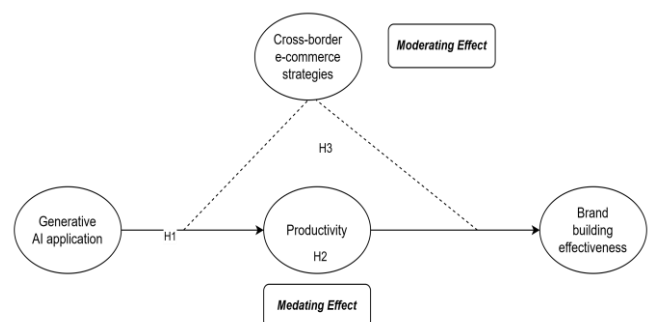 Cross-border
e-commerce
strategies
Moderating Effect
H3
Generative
AI application
H1
Productivity
H2
Brand
building
effectiveness
Medating Effect